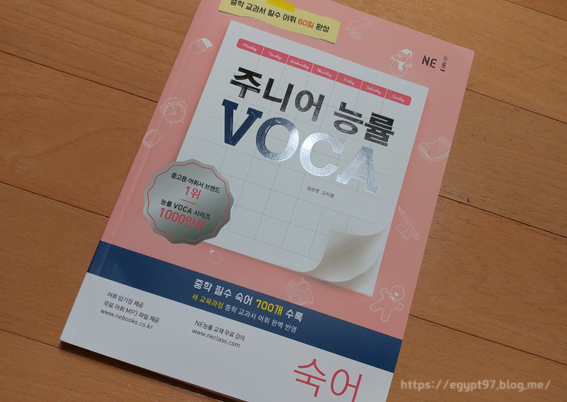 중학 교과서 필수 어휘 60일 완성
NE 능률
Monday Tuesday Wednesday Thursday Friday Saturday Sunday
주니어 능률
VOCA
중고등 어휘서 브랜드
1위
능률 VOCA 시리즈
1000만부
중학 필수 숙어 700개 수록
새 교육과정 중학 교과서 어휘 완벽 반영
어휘 암기장 제공
무료 어휘 MP3 파일 제공
www.nebooks.co.kr
NE능률 교재 무료 강의
www.neclass.com
숙어
https://egypt97.blog.me/